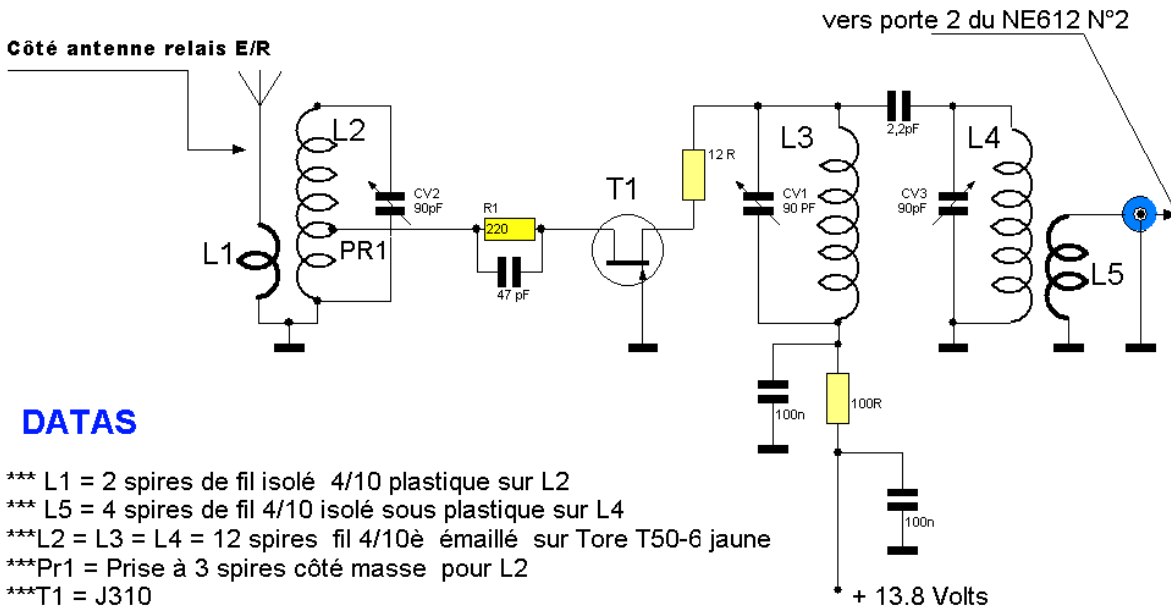 vers porte 2 du NE612 N°2
Côté antenne relais E/R
L2
L1
PR1
CV2
90pF
R1
220
47 pF
T1
12 R
L3
CV1
90 PF
2,2pF
L4
CV3
90pF
L5
100n
100R
100n
+ 13.8 Volts
DATAS
*** L1 = 2 spires de fil isolé 4/10 plastique sur L2
*** L5 = 4 spires de fil 4/10 isolé sous plastique sur L4
***L2 = L3 = L4 = 12 spires fil 4/10è émaillé sur Tore T50-6 jaune
***Pr1 = Prise à 3 spires côté masse pour L2
***T1 = J310